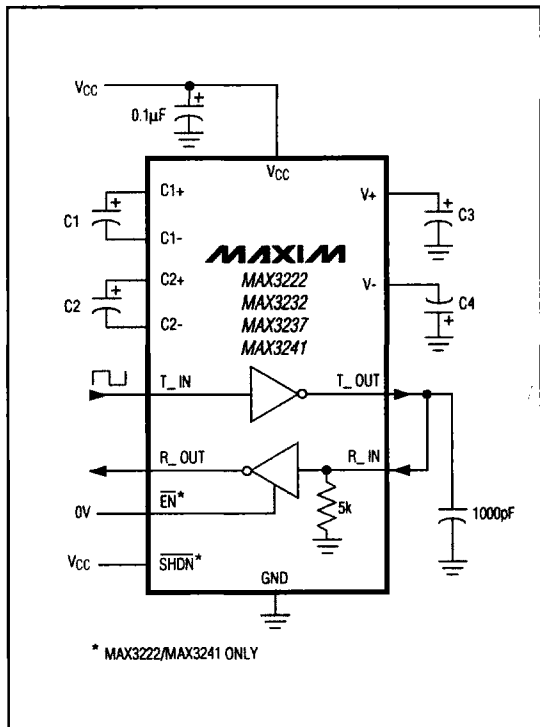 VCC
0.1µF
VCC
C1+
V+
C1
C3
C1-
MAXIM
C2+
MAX3222
V-
MAX3232
C2
C4
C2-
MAX3237
MAX3241
T_IN
T_OUT
R_OUT
R_IN
EN*
5k
0V
1000pF
VCC
SHDN*
GND
* MAX3222/MAX3241 ONLY